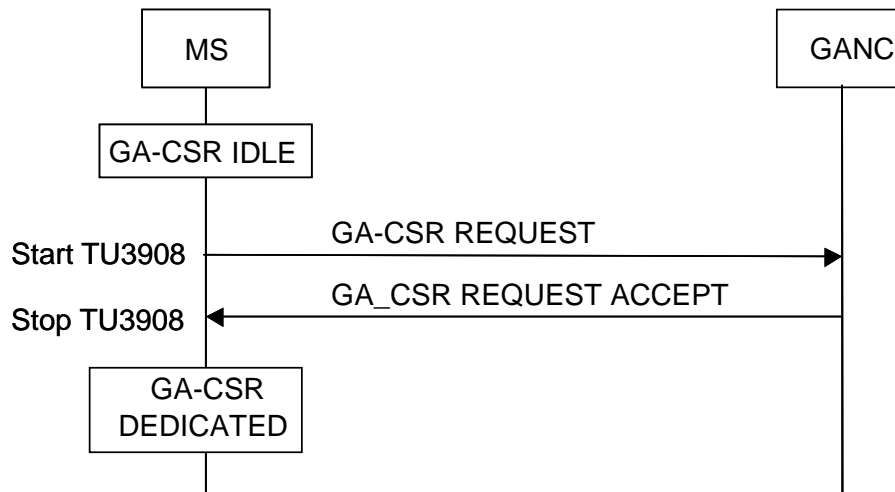 MS
GANC
GA-CSR IDLE
GA-CSR REQUEST
Start TU3908
GA_CSR REQUEST ACCEPT
Stop TU3908
GA-CSR
DEDICATED